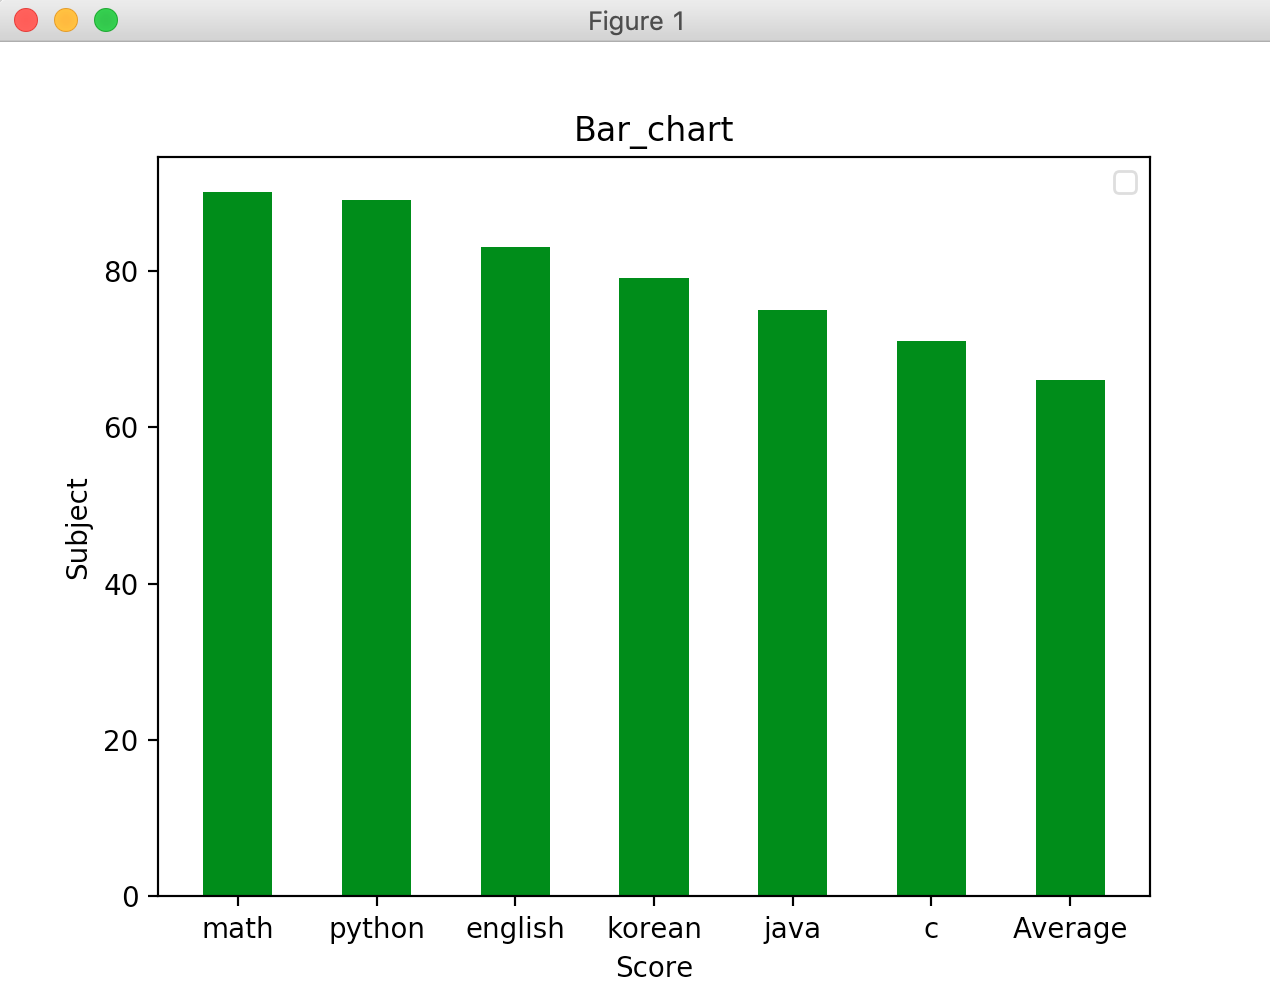 Figure 1
Bar_chart
80
60
40
20
0
Subject
math python english korean java c Average
Score